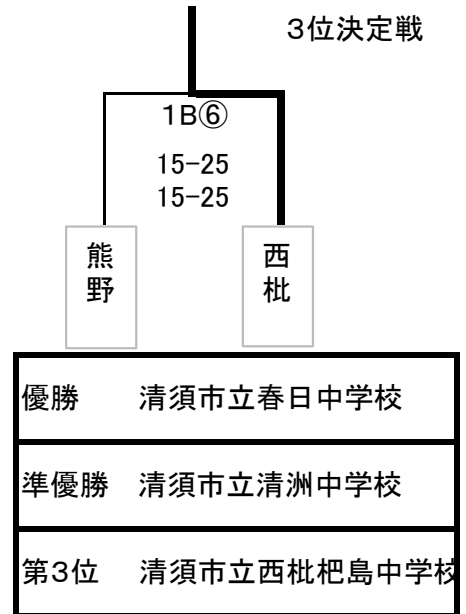 3位決定戦
1B⑥
15-25
15-25
熊野
西枇
優勝 清須市立春日中学校
準優勝 清須市立清洲中学校
第3位 清須市立西枇杷島中学校